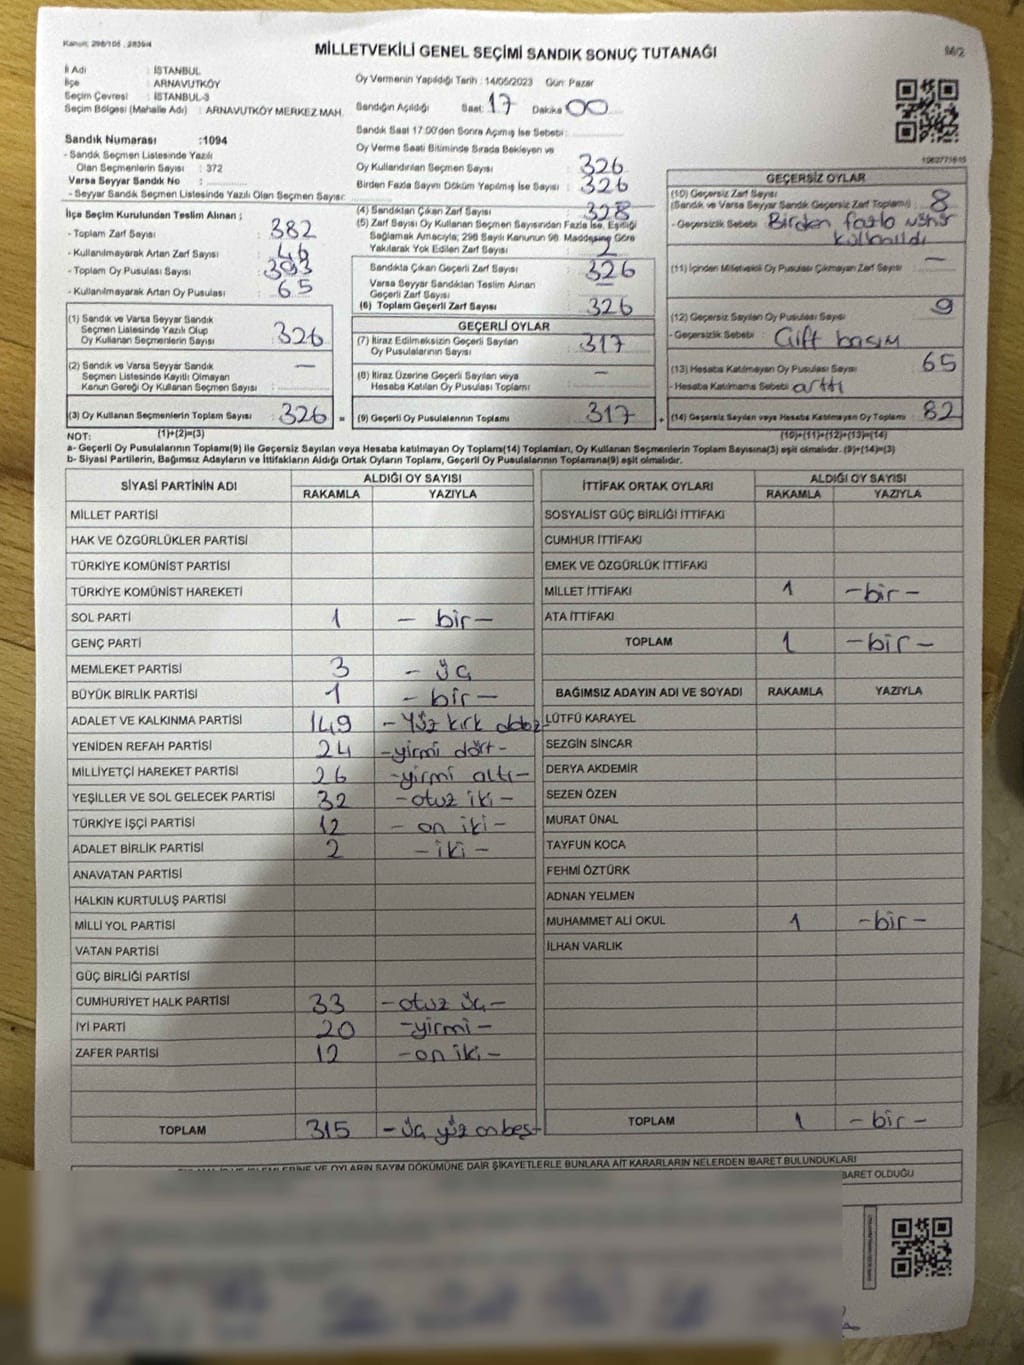 Kanun: 298/105 , 2839/4
MİLLETVEKİLİ GENEL SEÇİMİ SANDIK SONUÇ TUTANAĞI
M/2
İl Adı : İSTANBUL
İlçe : ARNAVUTKÖY
Seçim Çevresi : İSTANBUL-3
Seçim Bölgesi (Mahalle Adı) : ARNAVUTKÖY MERKEZ MAH.
Oy Vermenin Yapıldığı Tarih : 14/05/2023 Gün: Pazar
Sandığın Açıldığı Saat: 17 Dakika 00
Sandık Saat 17:00'den Sonra Açılmış İse Sebebi:
Sandık Numarası :1094
- Sandık Seçmen Listesinde Yazılı
Olan Seçmenlerin Sayısı : 372
Varsa Seyyar Sandık No :
- Seyyar Sandık Seçmen Listesinde Yazılı Olan Seçmen Sayısı:
Oy Verme Saati Bitiminde Sırada Bekleyen ve
Oy Kullandırılan Seçmen Sayısı : 326
Birden Fazla Sayım Döküm Yapılmış İse Sayısı : 326
İlçe Seçim Kurulundan Teslim Alınan ;
- Toplam Zarf Sayısı : 382
- Kullanılmayarak Artan Zarf Sayısı :
- Toplam Oy Pusulası Sayısı :
- Kullanılmayarak Artan Oy Pusulası : 65
(1) Sandık ve Varsa Seyyar Sandık
Seçmen Listesinde Yazılı Olup
Oy Kullanan Seçmenlerin Sayısı : 326
(2) Sandık ve Varsa Seyyar Sandık
Seçmen Listesinde Kayıtlı Olmayan
Kanun Gereği Oy Kullanan Seçmen Sayısı : —
(3) Oy Kullanan Seçmenlerin Toplam Sayısı : 326 =
(1)+(2)=(3)
(4) Sandıktan Çıkan Zarf Sayısı : 328
(5) Zarf Sayısı Oy Kullanan Seçmen Sayısından Fazla İse, Eşitliği
Sağlamak Amacıyla; 298 Sayılı Kanunun 98. Maddesine Göre
Yakılarak Yok Edilen Zarf Sayısı : 2
Sandıkta Çıkan Geçerli Zarf Sayısı : 326
Varsa Seyyar Sandıktan Teslim Alınan
Geçerli Zarf Sayısı : —
(6) Toplam Geçerli Zarf Sayısı : 326
GEÇERLİ OYLAR
(7) İtiraz Edilmeksizin Geçerli Sayılan
Oy Pusulalarının Sayısı : 317
(8) İtiraz Üzerine Geçerli Sayılan veya
Hesaba Katılan Oy Pusulası Toplamı : —
(9) Geçerli Oy Pusulalarının Toplamı : 317 +
1062771615
GEÇERSİZ OYLAR
(10) Geçersiz Zarf Sayısı
(Sandık ve Varsa Seyyar Sandık Geçersiz Zarf Toplamı) : 8
- Geçersizlik Sebebi : Birden fazla mühür
kullanıldı
(11) İçinden Milletvekili Oy Pusulası Çıkmayan Zarf Sayısı : —
(12) Geçersiz Sayılan Oy Pusulası Sayısı : 9
- Geçersizlik Sebebi : Çift basım
(13) Hesaba Katılmayan Oy Pusulası Sayısı : 65
- Hesaba Katılmama Sebebi : arttı
(14) Geçersiz Sayılan veya Hesaba Katılmayan Oy Toplamı : 82
(10)+(11)+(12)+(13)=(14)
NOT:
a- Geçerli Oy Pusulalarının Toplamı(9) ile Geçersiz Sayılan veya Hesaba katılmayan Oy Toplamı(14) Toplamları, Oy Kullanan Seçmenlerin Toplam Sayısına(3) eşit olmalıdır. (9)+(14)=(3)
b- Siyasi Partilerin, Bağımsız Adayların ve İttifakların Aldığı Ortak Oyların Toplamı, Geçerli Oy Pusulalarının Toplamına(9) eşit olmalıdır.
SİYASİ PARTİNİN ADI ALDIĞI OY SAYISI
RAKAMLA YAZIYLA
MİLLET PARTİSİ
HAK VE ÖZGÜRLÜKLER PARTİSİ
TÜRKİYE KOMÜNİST PARTİSİ
TÜRKİYE KOMÜNİST HAREKETİ
SOL PARTİ 1 – bir –
GENÇ PARTİ
MEMLEKET PARTİSİ 3 – üç
BÜYÜK BİRLİK PARTİSİ 1 – bir –
ADALET VE KALKINMA PARTİSİ 149 – Yüz kırk dokuz
YENİDEN REFAH PARTİSİ 24 –yirmi dört–
MİLLİYETÇİ HAREKET PARTİSİ 26 –yirmi altı–
YEŞİLLER VE SOL GELECEK PARTİSİ 32 –otuz iki–
TÜRKİYE İŞÇİ PARTİSİ 12 – on iki –
ADALET BİRLİK PARTİSİ 2 – iki –
ANAVATAN PARTİSİ
HALKIN KURTULUŞ PARTİSİ
MİLLİ YOL PARTİSİ
VATAN PARTİSİ
GÜÇ BİRLİĞİ PARTİSİ
CUMHURİYET HALK PARTİSİ 33 –otuz üç–
İYİ PARTİ 20 –yirmi–
ZAFER PARTİSİ 12 –on iki–
TOPLAM 315 –üç yüz onbeş–
İTTİFAK ORTAK OYLARI ALDIĞI OY SAYISI
RAKAMLA YAZIYLA
SOSYALİST GÜÇ BİRLİĞİ İTTİFAKI
CUMHUR İTTİFAKI
EMEK VE ÖZGÜRLÜK İTTİFAKI
MİLLET İTTİFAKI 1 –bir–
ATA İTTİFAKI
TOPLAM 1 –bir–
BAĞIMSIZ ADAYIN ADI VE SOYADI RAKAMLA YAZIYLA
LÜTFÜ KARAYEL
SEZGİN SİNCAR
DERYA AKDEMİR
SEZEN ÖZEN
MURAT ÜNAL
TAYFUN KOCA
FEHMİ ÖZTÜRK
ADNAN YELMEN
MUHAMMET ALİ OKUL 1 –bir–
İLHAN VARLIK
TOPLAM 1 –bir–
İŞLEMLERİNE VE OYLARIN SAYIM DÖKÜMÜNE DAİR ŞİKAYETLERLE BUNLARA AİT KARARLARIN NELERDEN İBARET BULUNDUKLARI
İBARET OLDUĞU